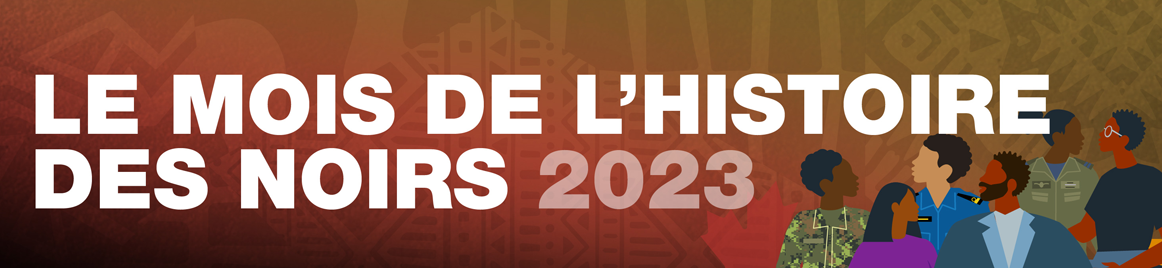 LE MOIS DE L’HISTOIRE
DES NOIRS 2023